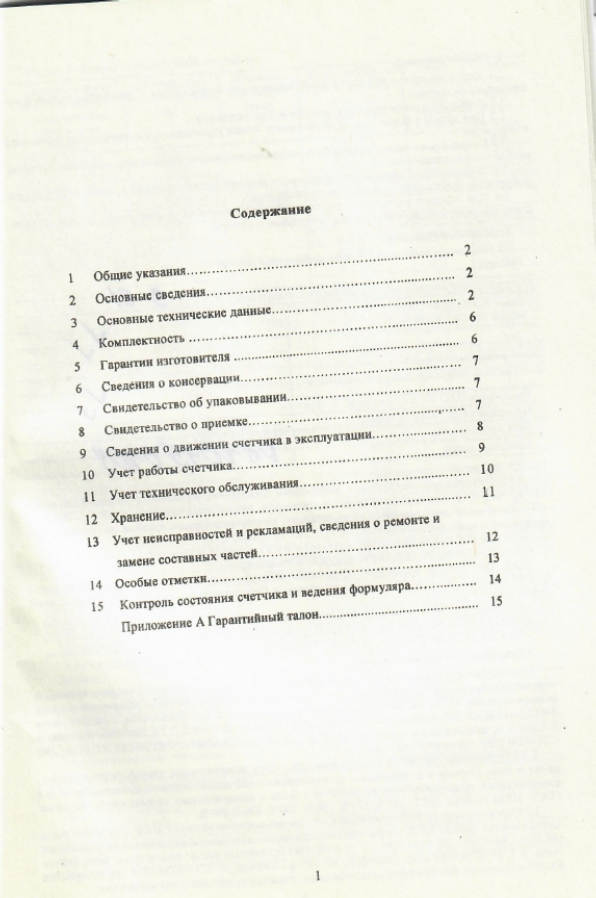 Содержание
1 Общие указания 2
2 Основные сведения 2
3 Основные технические данные 2
4 Комплектность 6
5 Гарантии изготовителя 6
6 Сведения о консервации 7
7 Свидетельство об упаковывании 7
8 Свидетельство о приемке 7
9 Сведения о движении счетчика в эксплуатации 8
10 Учет работы счетчика 9
11 Учет технического обслуживания 10
12 Хранение 11
13 Учет неисправностей и рекламаций, сведения о ремонте и
замене составных частей 12
14 Особые отметки 13
15 Контроль состояния счетчика и ведения формуляра 14
Приложение А Гарантийный талон 15
1